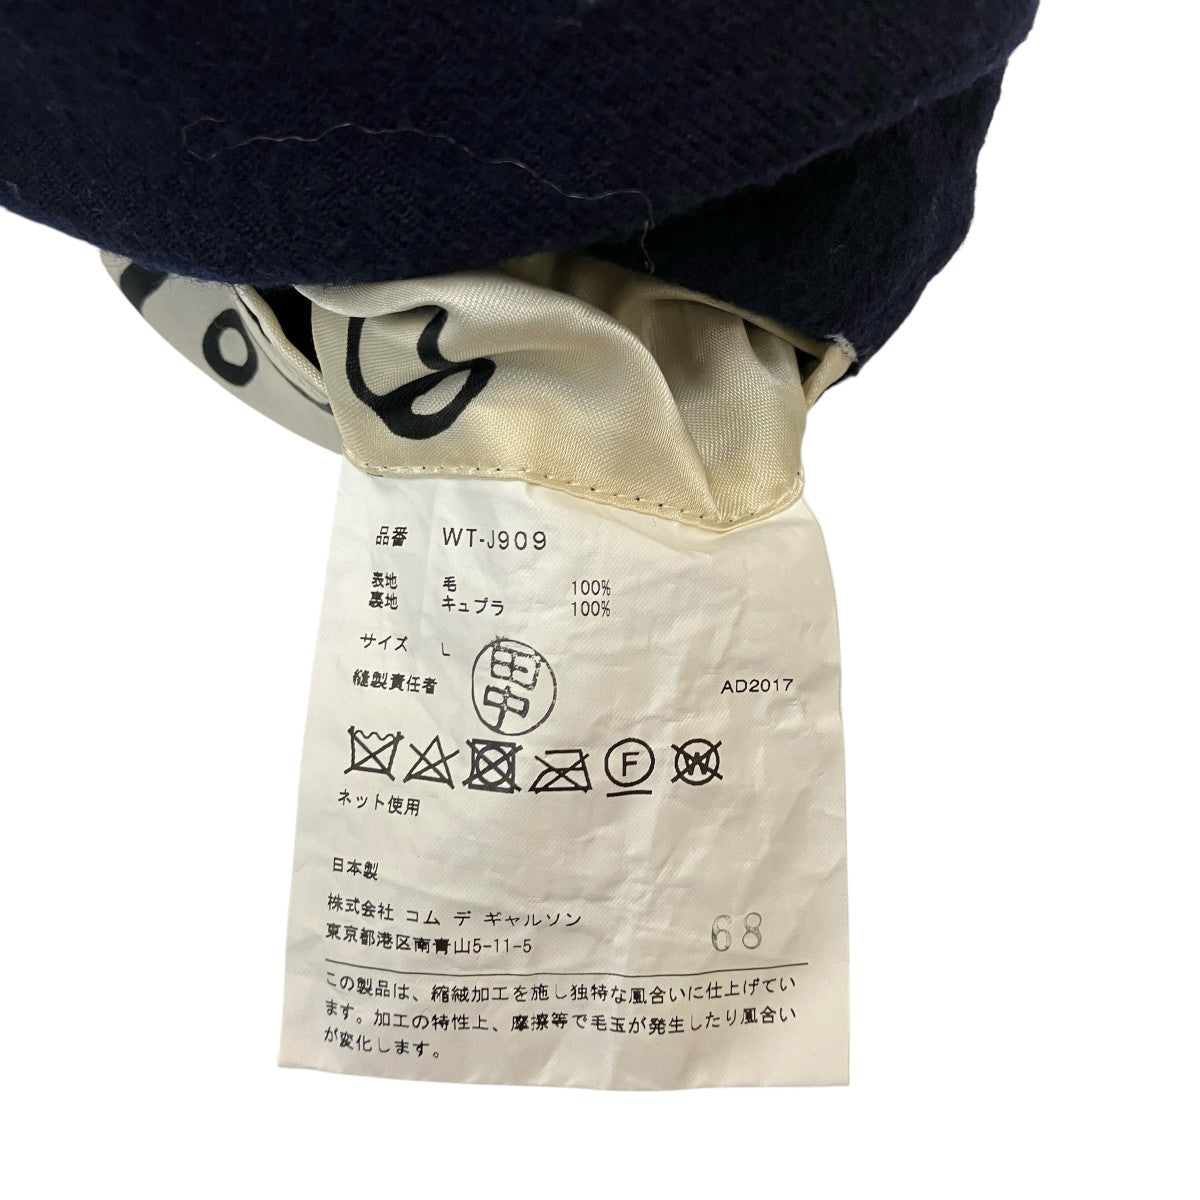 品番 WT-J909
表地 毛 100%
裏地 キュプラ 100%
サイズ L
田中
縫製責任者
AD2017
F W
ネット使用
日本製
株式会社 コム デ ギャルソン
東京都港区南青山5-11-5
68
この製品は、縮絨加工を施し独特な風合いに仕上げてい
ます。加工の特性上、摩擦等で毛玉が発生したり風合い
が変化します。